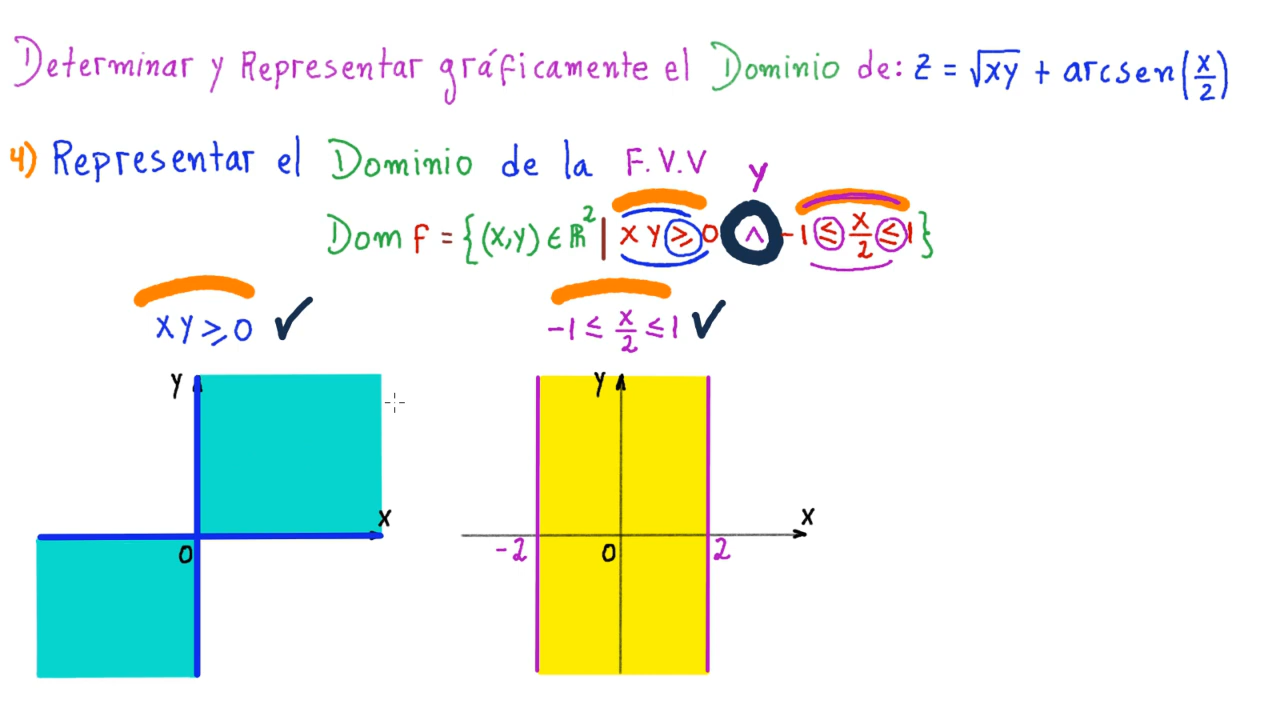 Determinar y Representar gráficamente el Dominio de: z = √xy + arcsen(x/2)
4) Representar el Dominio de la F.V.V
y
Dom f = {(x,y) ∈ ℝ² | xy ≥ 0 ∧ -1 ≤ x/2 ≤ 1}
xy ≥ 0 ✓
-1 ≤ x/2 ≤ 1 ✓
y
x
0
y
x
-2
0
2